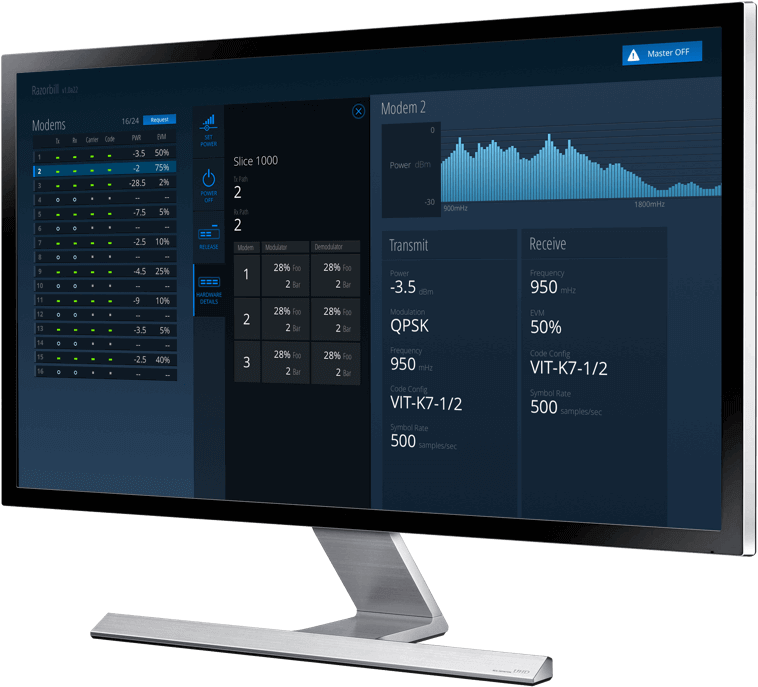 Razorbill v1.0a22
Master OFF
Modems 16/24 Request
Tx Rx Carrier Code PWR EVM
1 - - - - -3.5 50%
2 - - - - -2 75%
3 - - - - -28.5 2%
4 o o * * -- --
5 - - - - -7.5 5%
6 o o * * -- --
7 - - - - -2.5 10%
8 o o * * -- --
9 - - - - -4.5 25%
10 o o * * -- --
11 - - - - -9 10%
12 o o * * -- --
13 - - - - -3.5 5%
14 o o * * -- --
15 - - - - -2.5 40%
16 o o * * -- --
SET
POWER
POWER
OFF
RELEASE
HARDWARE
DETAILS
Slice 1000
Tx Path
2
Rx Path
2
Modem Modulator Demodulator
1 28% Foo 28% Foo
2 Bar 2 Bar
2 28% Foo 28% Foo
2 Bar 2 Bar
3 28% Foo 28% Foo
2 Bar 2 Bar
Modem 2
0
Power dBm
-30
900mHz 1800mHz
Transmit
Power
-3.5 dBm
Modulation
QPSK
Frequency
950 mHz
Code Config
VIT-K7-1/2
Symbol Rate
500 samples/sec
Receive
Frequency
950 mHz
EVM
50%
Code Config
VIT-K7-1/2
Symbol Rate
500 samples/sec
UHD